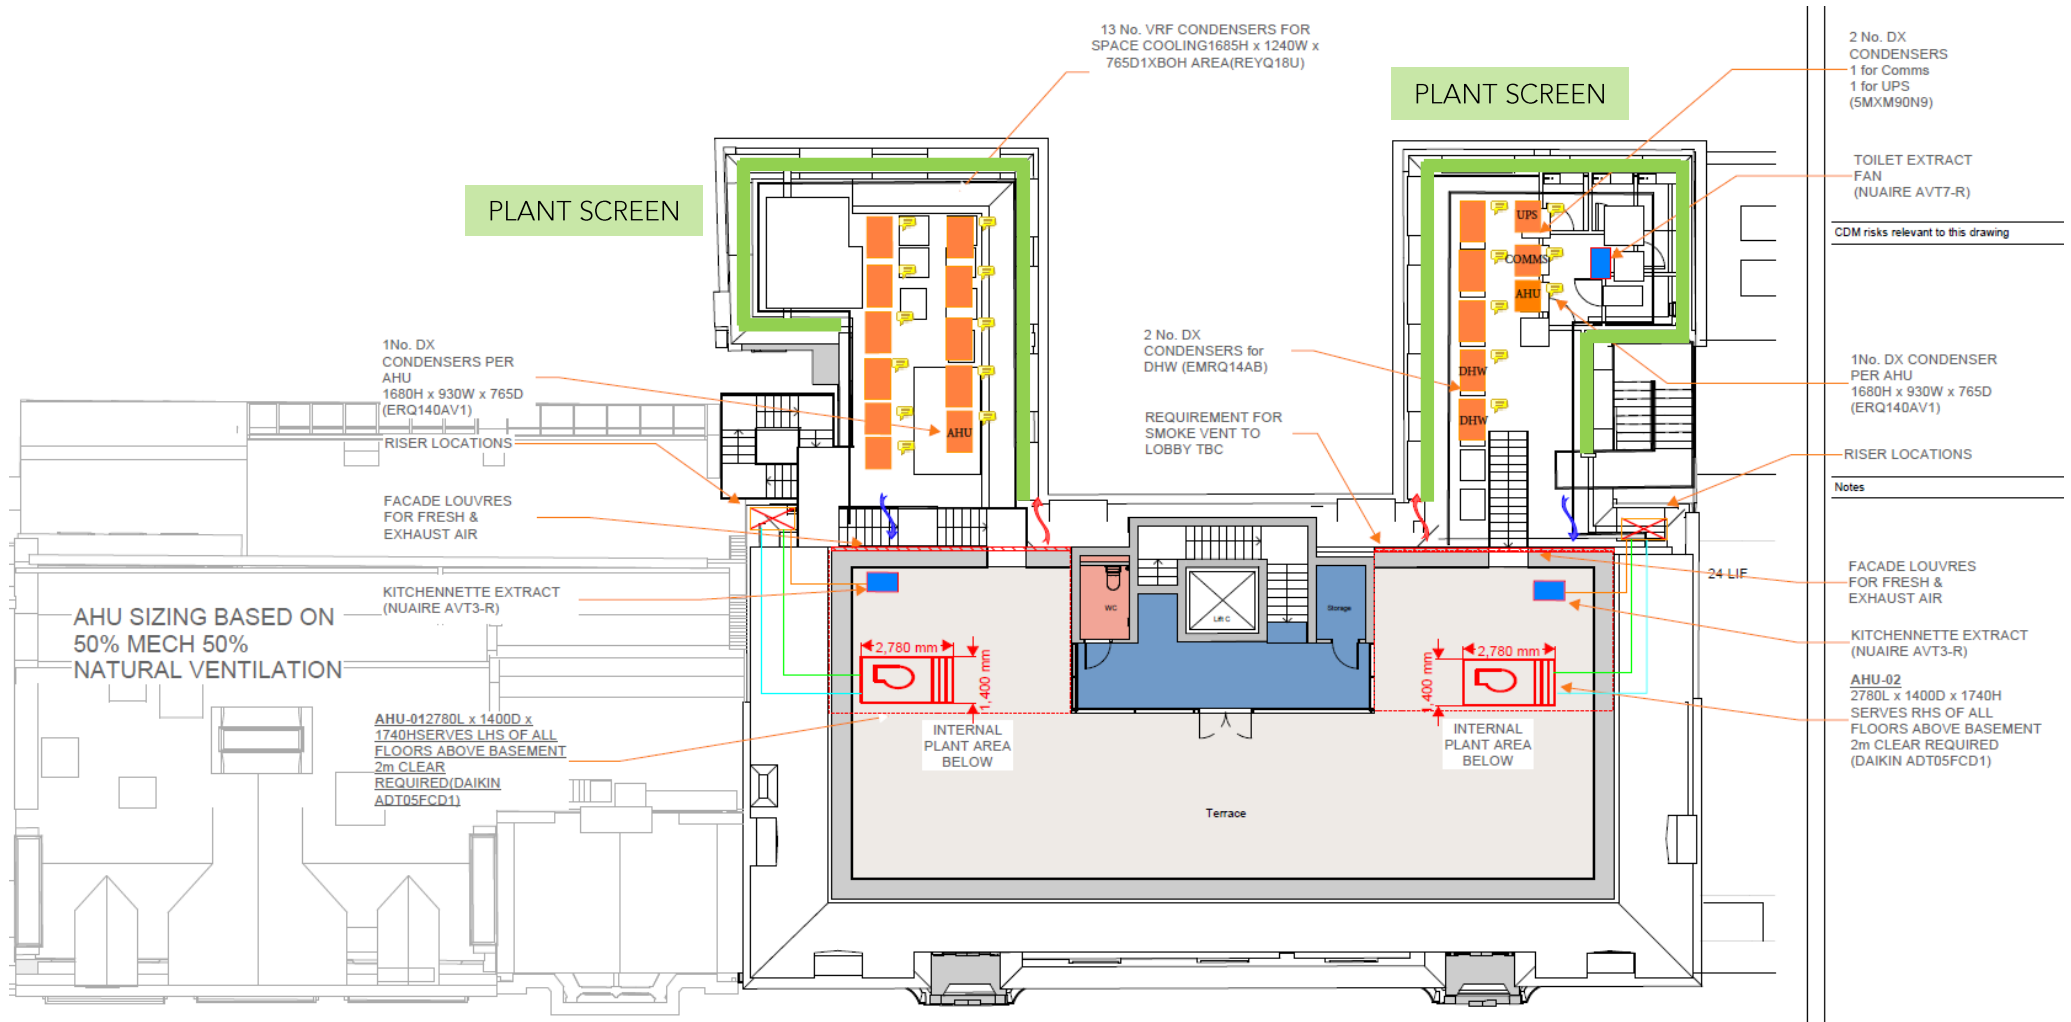 13 No. VRF CONDENSERS FOR
SPACE COOLING1685H x 1240W x
765D1XBOH AREA(REYQ18U)
PLANT SCREEN
PLANT SCREEN
2 No. DX
CONDENSERS
1 for Comms
1 for UPS
(5MXM90N9)
TOILET EXTRACT
FAN
(NUAIRE AVT7-R)
CDM risks relevant to this drawing
UPS
COMMS
AHU
DHW
DHW
AHU
1No. DX
CONDENSERS PER
AHU
1680H x 930W x 765D
(ERQ140AV1)
RISER LOCATIONS
2 No. DX
CONDENSERS for
DHW (EMRQ14AB)
REQUIREMENT FOR
SMOKE VENT TO
LOBBY TBC
1No. DX CONDENSER
PER AHU
1680H x 930W x 765D
(ERQ140AV1)
RISER LOCATIONS
Notes
FACADE LOUVRES
FOR FRESH &
EXHAUST AIR
KITCHENNETTE EXTRACT
(NUAIRE AVT3-R)
AHU SIZING BASED ON
50% MECH 50%
NATURAL VENTILATION
AHU-012780L x 1400D x
1740HSERVES LHS OF ALL
FLOORS ABOVE BASEMENT
2m CLEAR
REQUIRED(DAIKIN
ADT05FCD1)
2,780 mm
1,400 mm
INTERNAL
PLANT AREA
BELOW
WC
Lift C
Storage
2,780 mm
1,400 mm
INTERNAL
PLANT AREA
BELOW
Terrace
24 LIF
FACADE LOUVRES
FOR FRESH &
EXHAUST AIR
KITCHENNETTE EXTRACT
(NUAIRE AVT3-R)
AHU-02
2780L x 1400D x 1740H
SERVES RHS OF ALL
FLOORS ABOVE BASEMENT
2m CLEAR REQUIRED
(DAIKIN ADT05FCD1)